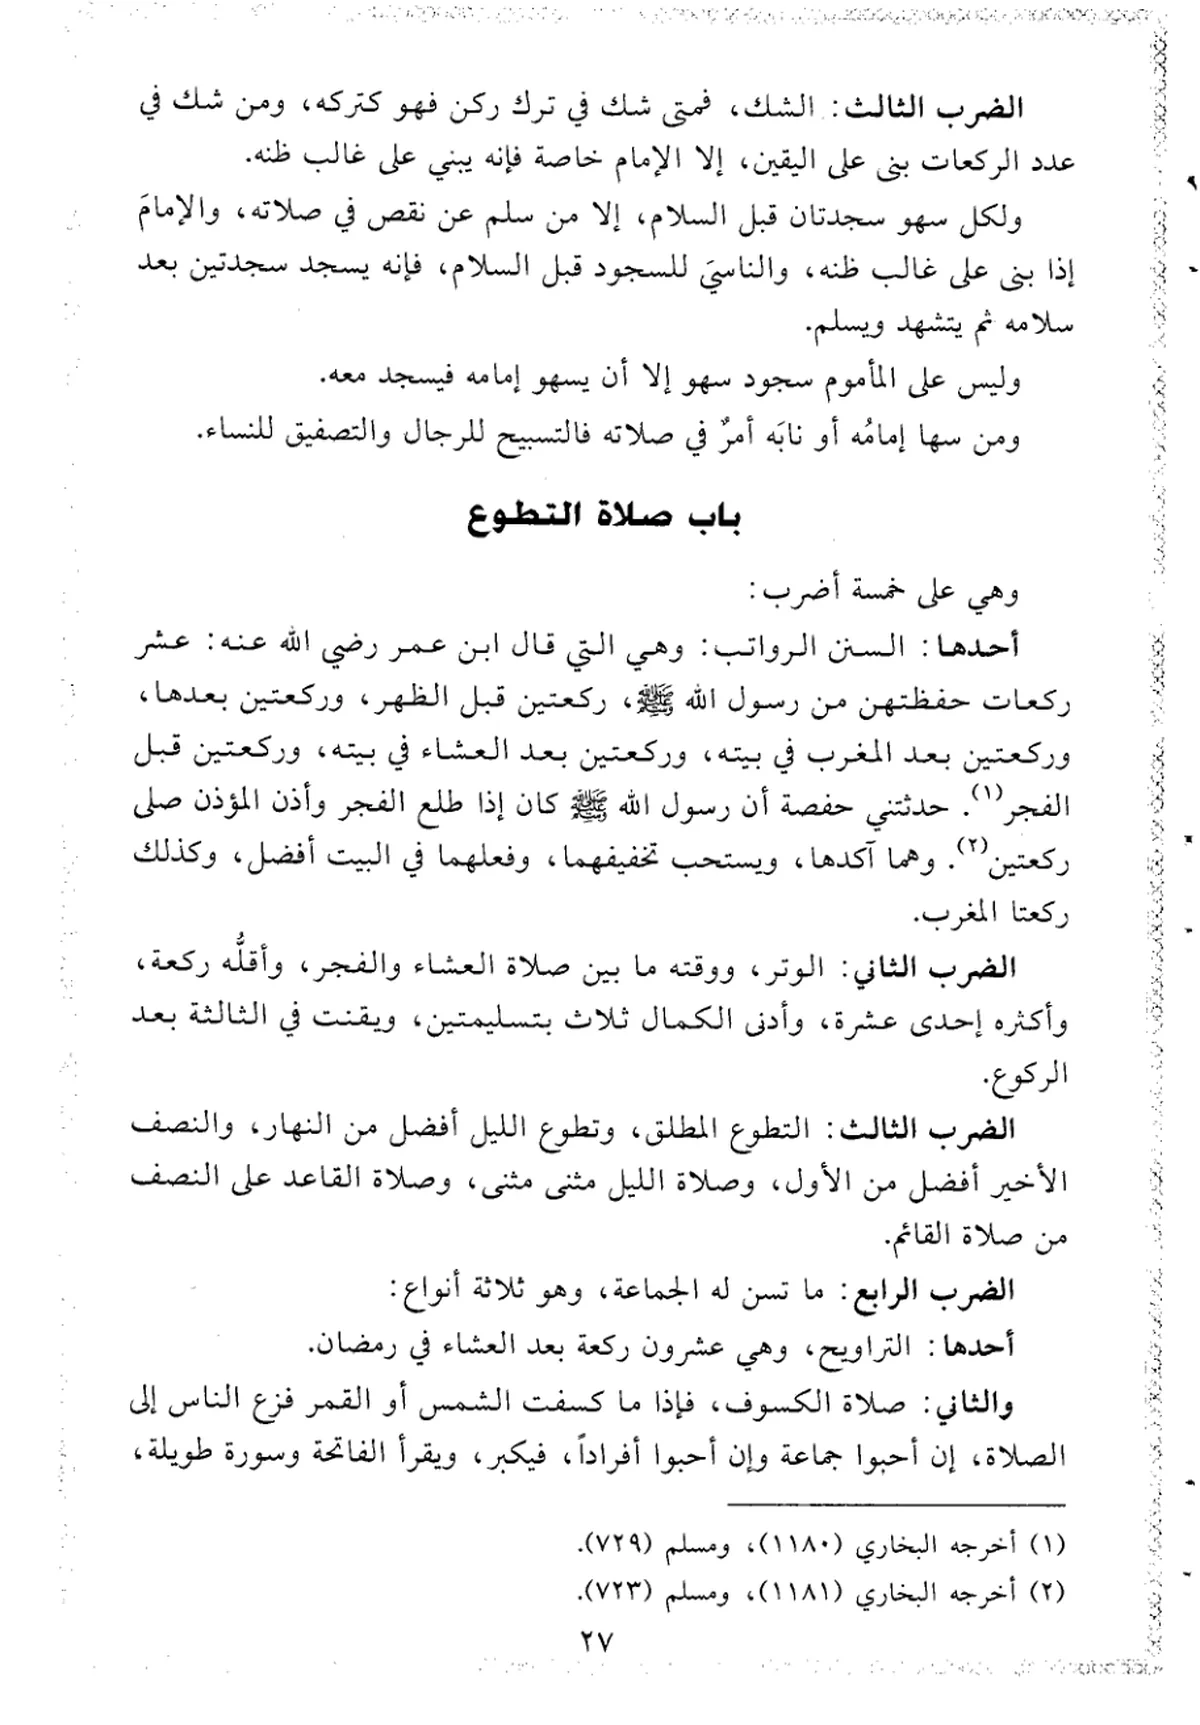 الضرب الثالث: الشك، فمتى شك في ترك ركن فهو كتركه، ومن شك في
عدد الركعات بنى على اليقين، إلا الإمام خاصة فإنه يبني على غالب ظنه.
ولكل سهو سجدتان قبل السلام، إلا من سلم عن نقص في صلاته، والإمامَ
إذا بنى على غالب ظنه، والناسيَ للسجود قبل السلام، فإنه يسجد سجدتين بعد
سلامه ثم يتشهد ويسلم.
وليس على المأموم سجود سهو إلا أن يسهو إمامه فيسجد معه.
ومن سها إمامُه أو نابَه أمرٌ في صلاته فالتسبيح للرجال والتصفيق للنساء.
باب صلاة التطوع
وهي على خمسة أضرب:
أحدها: السنن الرواتب: وهي التي قال ابن عمر رضي الله عنه: عشر
ركعات حفظتهن من رسول الله ﷺ، ركعتين قبل الظهر، وركعتين بعدها،
وركعتين بعد المغرب في بيته، وركعتين بعد العشاء في بيته، وركعتين قبل
الفجر(١). حدثتني حفصة أن رسول الله ﷺ كان إذا طلع الفجر وأذن المؤذن صلى
ركعتين(٢). وهما آكدها، ويستحب تخفيفهما، وفعلهما في البيت أفضل، وكذلك
ركعتا المغرب.
الضرب الثاني: الوتر، ووقته ما بين صلاة العشاء والفجر، وأقلُّه ركعة،
وأكثره إحدى عشرة، وأدنى الكمال ثلاث بتسليمتين، ويقنت في الثالثة بعد
الركوع.
الضرب الثالث: التطوع المطلق، وتطوع الليل أفضل من النهار، والنصف
الأخير أفضل من الأول، وصلاة الليل مثنى مثنى، وصلاة القاعد على النصف
من صلاة القائم.
الضرب الرابع: ما تسن له الجماعة، وهو ثلاثة أنواع:
أحدها: التراويح، وهي عشرون ركعة بعد العشاء في رمضان.
والثاني: صلاة الكسوف، فإذا ما كسفت الشمس أو القمر فزع الناس إلى
الصلاة، إن أحبوا جماعة وإن أحبوا أفراداً، فيكبر، ويقرأ الفاتحة وسورة طويلة،
(١) أخرجه البخاري (١١٨٠)، ومسلم (٧٢٩).
(٢) أخرجه البخاري (١١٨١)، ومسلم (٧٢٣).
٢٧